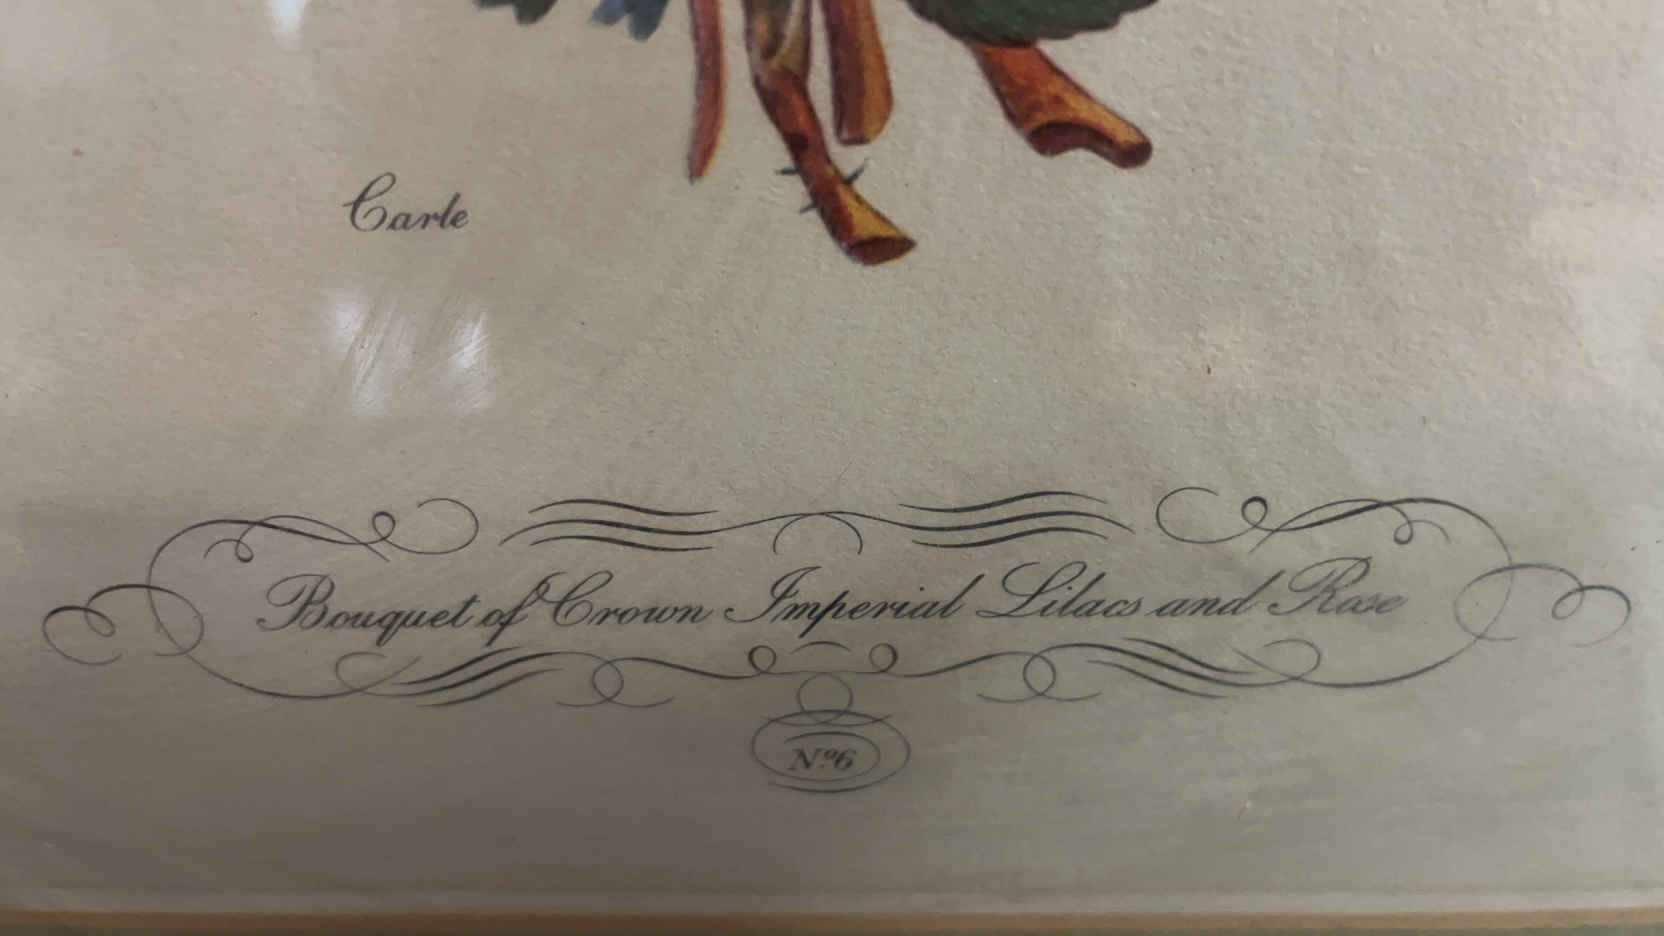 Carle
Bouquet of Crown Imperial Lilacs and Rose
Nº6